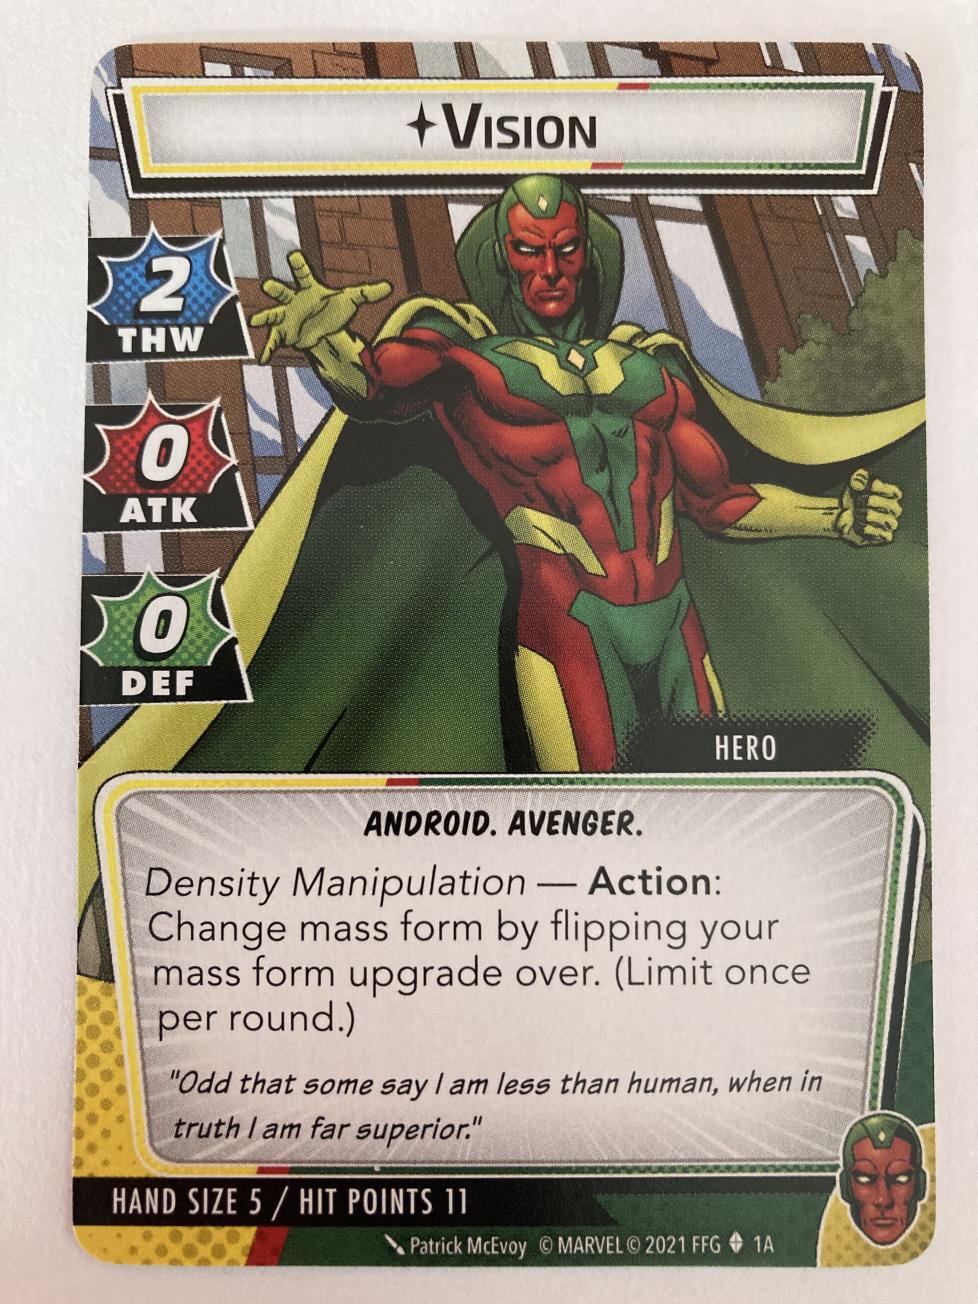 VISION
2
THW
0
ATK
0
DEF
HERO
ANDROID. AVENGER.
Density Manipulation — Action:
Change mass form by flipping your
mass form upgrade over. (Limit once
per round.)
"Odd that some say I am less than human, when in
truth I am far superior."
HAND SIZE 5 / HIT POINTS 11
Patrick McEvoy © MARVEL © 2021 FFG 1A